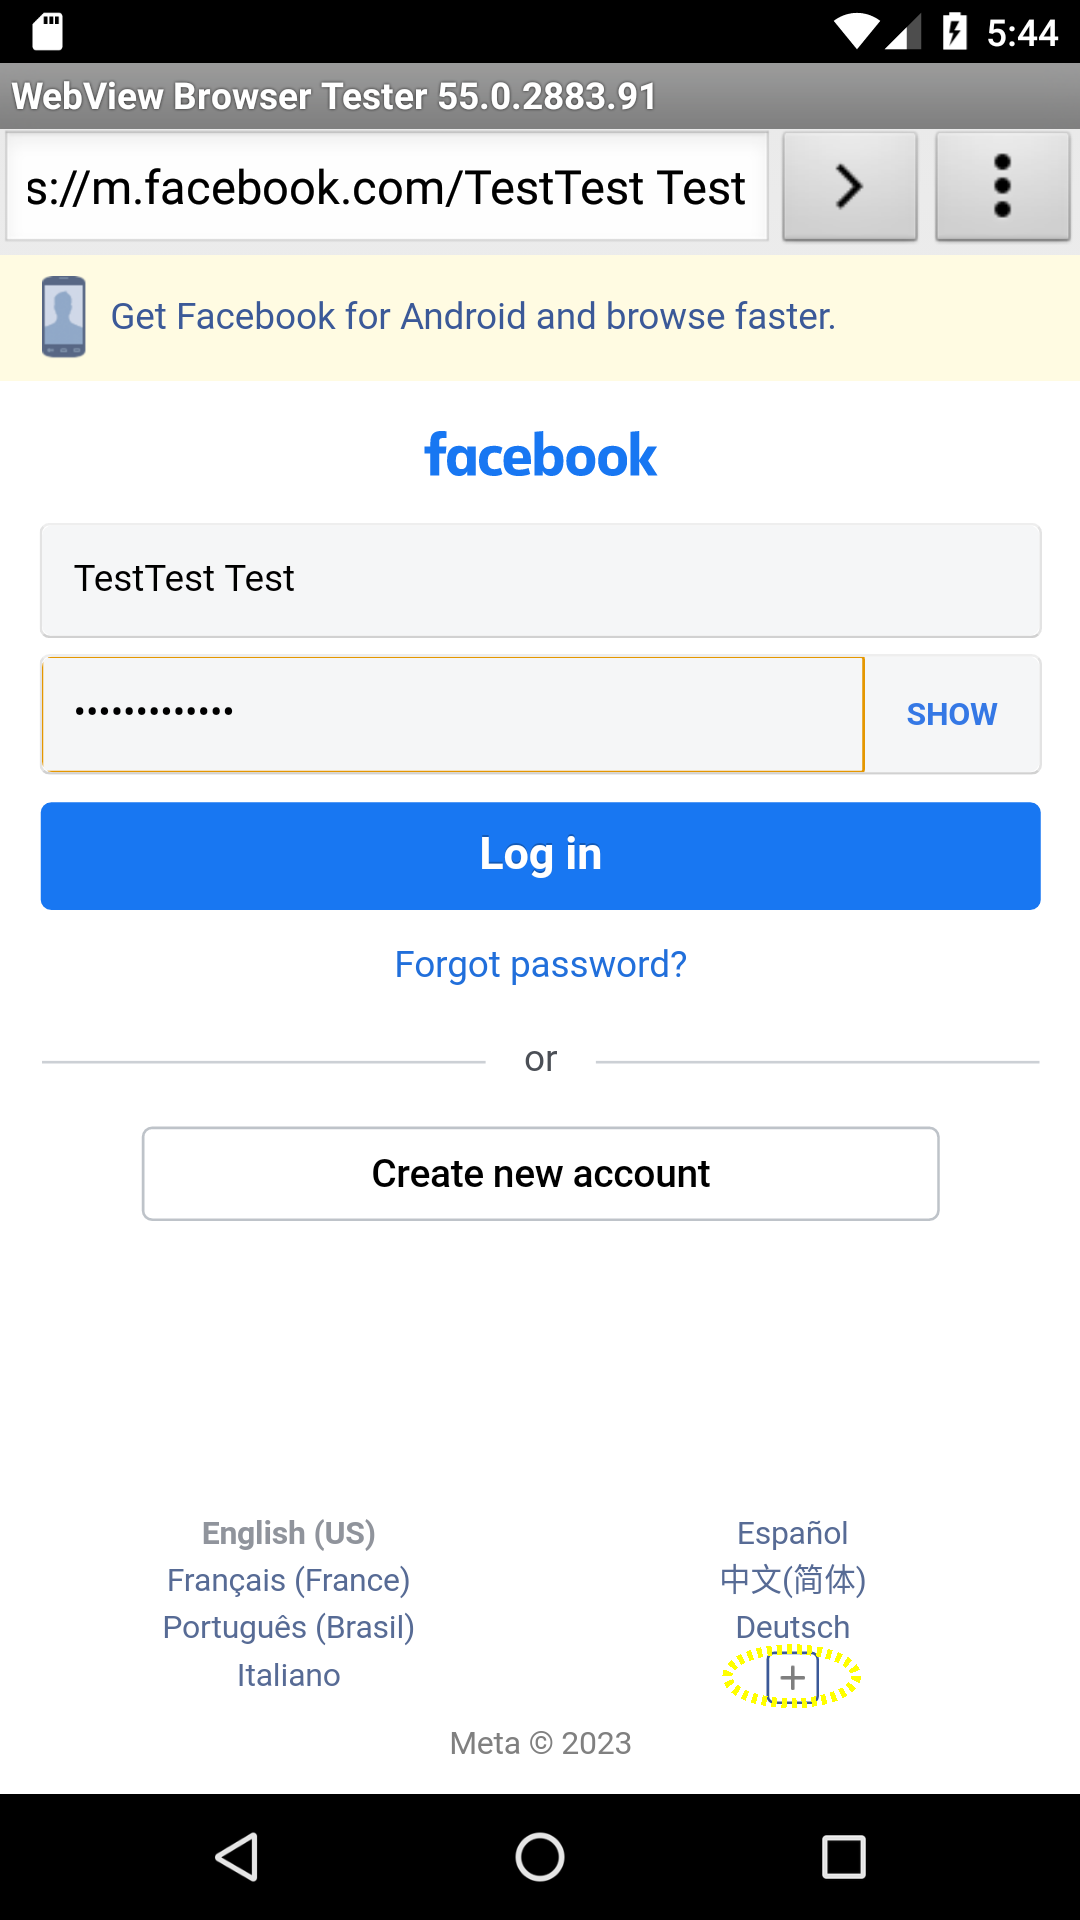 5:44
WebView Browser Tester 55.0.2883.91
s://m.facebook.com/TestTest Test
Get Facebook for Android and browse faster.
facebook
TestTest Test
•••••••••••••
SHOW
Log in
Forgot password?
or
Create new account
English (US)
Español
Français (France)
中文(简体)
Português (Brasil)
Deutsch
Italiano
+
Meta © 2023